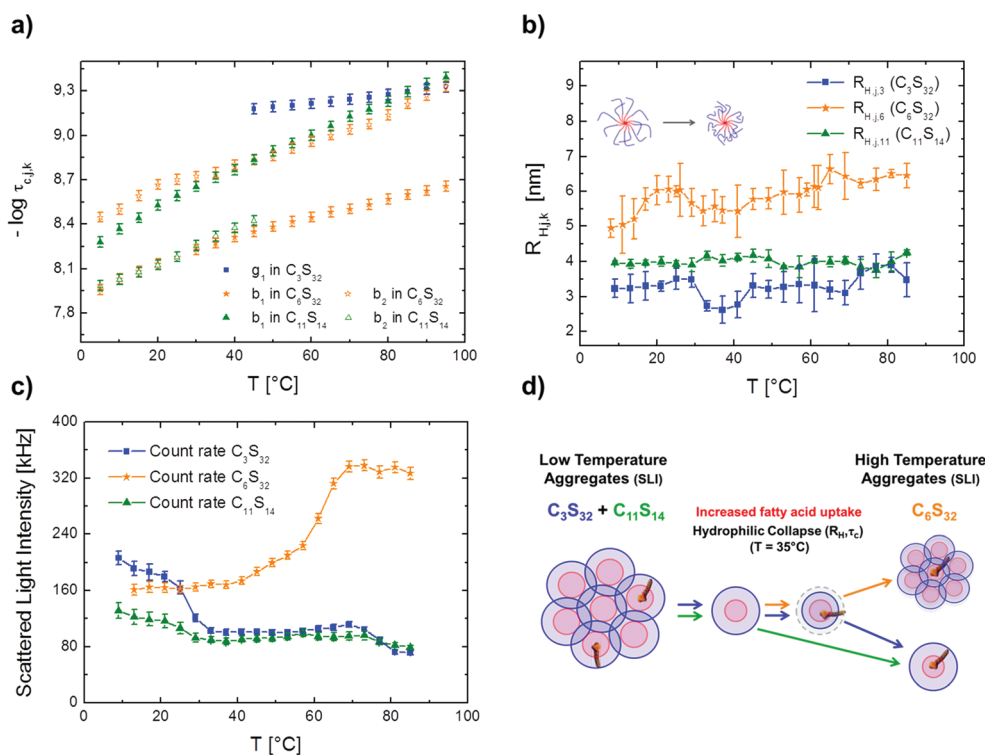 a)
- log τc,j,k
9.3
9.0
8.7
8.4
8.1
7.8
g1 in C3S32
b1 in C6S32
b2 in C6S32
b1 in C11S14
b2 in C11S14
0 20 40 60 80 100
T [°C]
b)
RH,j,k [nm]
9
8
7
6
5
4
3
2
RH,j,3 (C3S32)
RH,j,6 (C6S32)
RH,j,11 (C11S14)
0 20 40 60 80 100
T [°C]
c)
Scattered Light Intensity [kHz]
400
320
240
160
80
0
Count rate C3S32
Count rate C6S32
Count rate C11S14
0 20 40 60 80 100
T [°C]
d)
Low Temperature
Aggregates (SLI)
C3S32 + C11S14
Increased fatty acid uptake
Hydrophilic Collapse (RH,τc)
(T = 35°C)
High Temperature
Aggregates (SLI)
C6S32